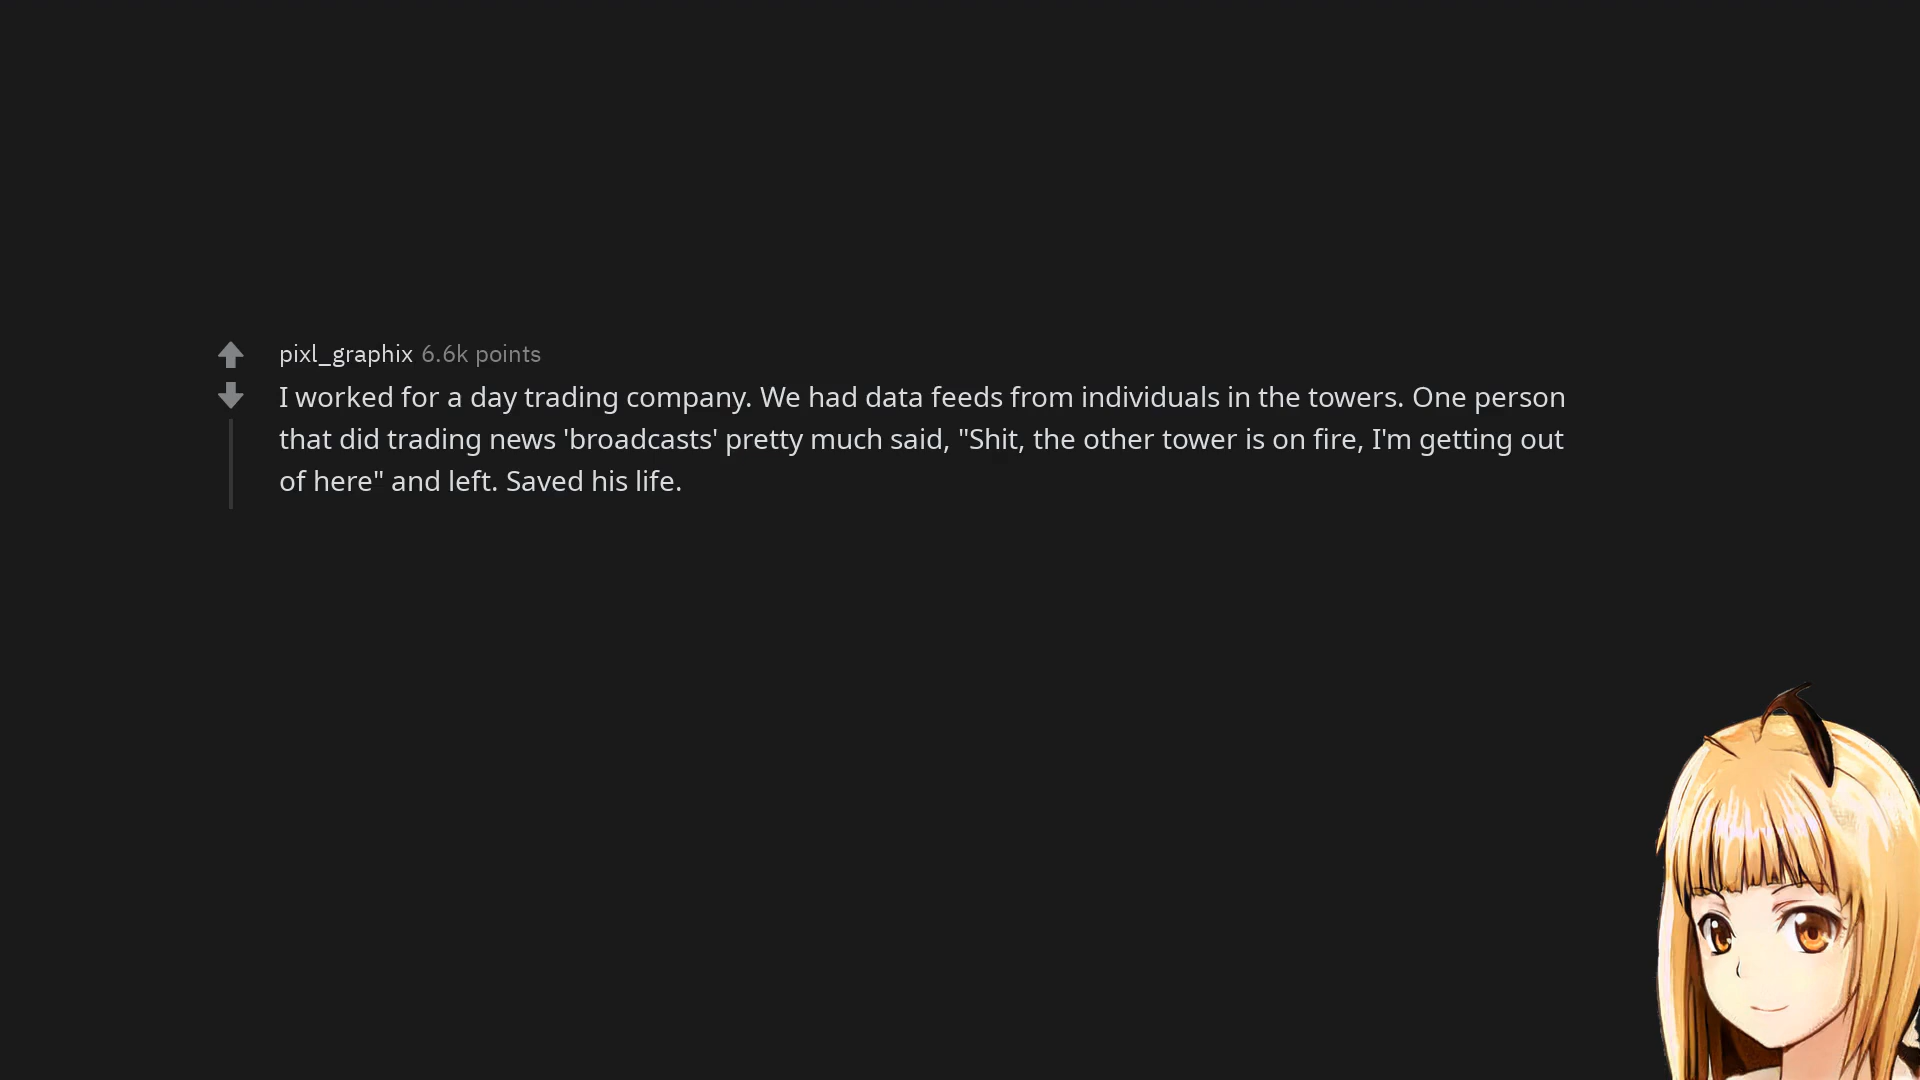 pixl_graphix 6.6k points
I worked for a day trading company. We had data feeds from individuals in the towers. One person
that did trading news 'broadcasts' pretty much said, "Shit, the other tower is on fire, I'm getting out
of here" and left. Saved his life.